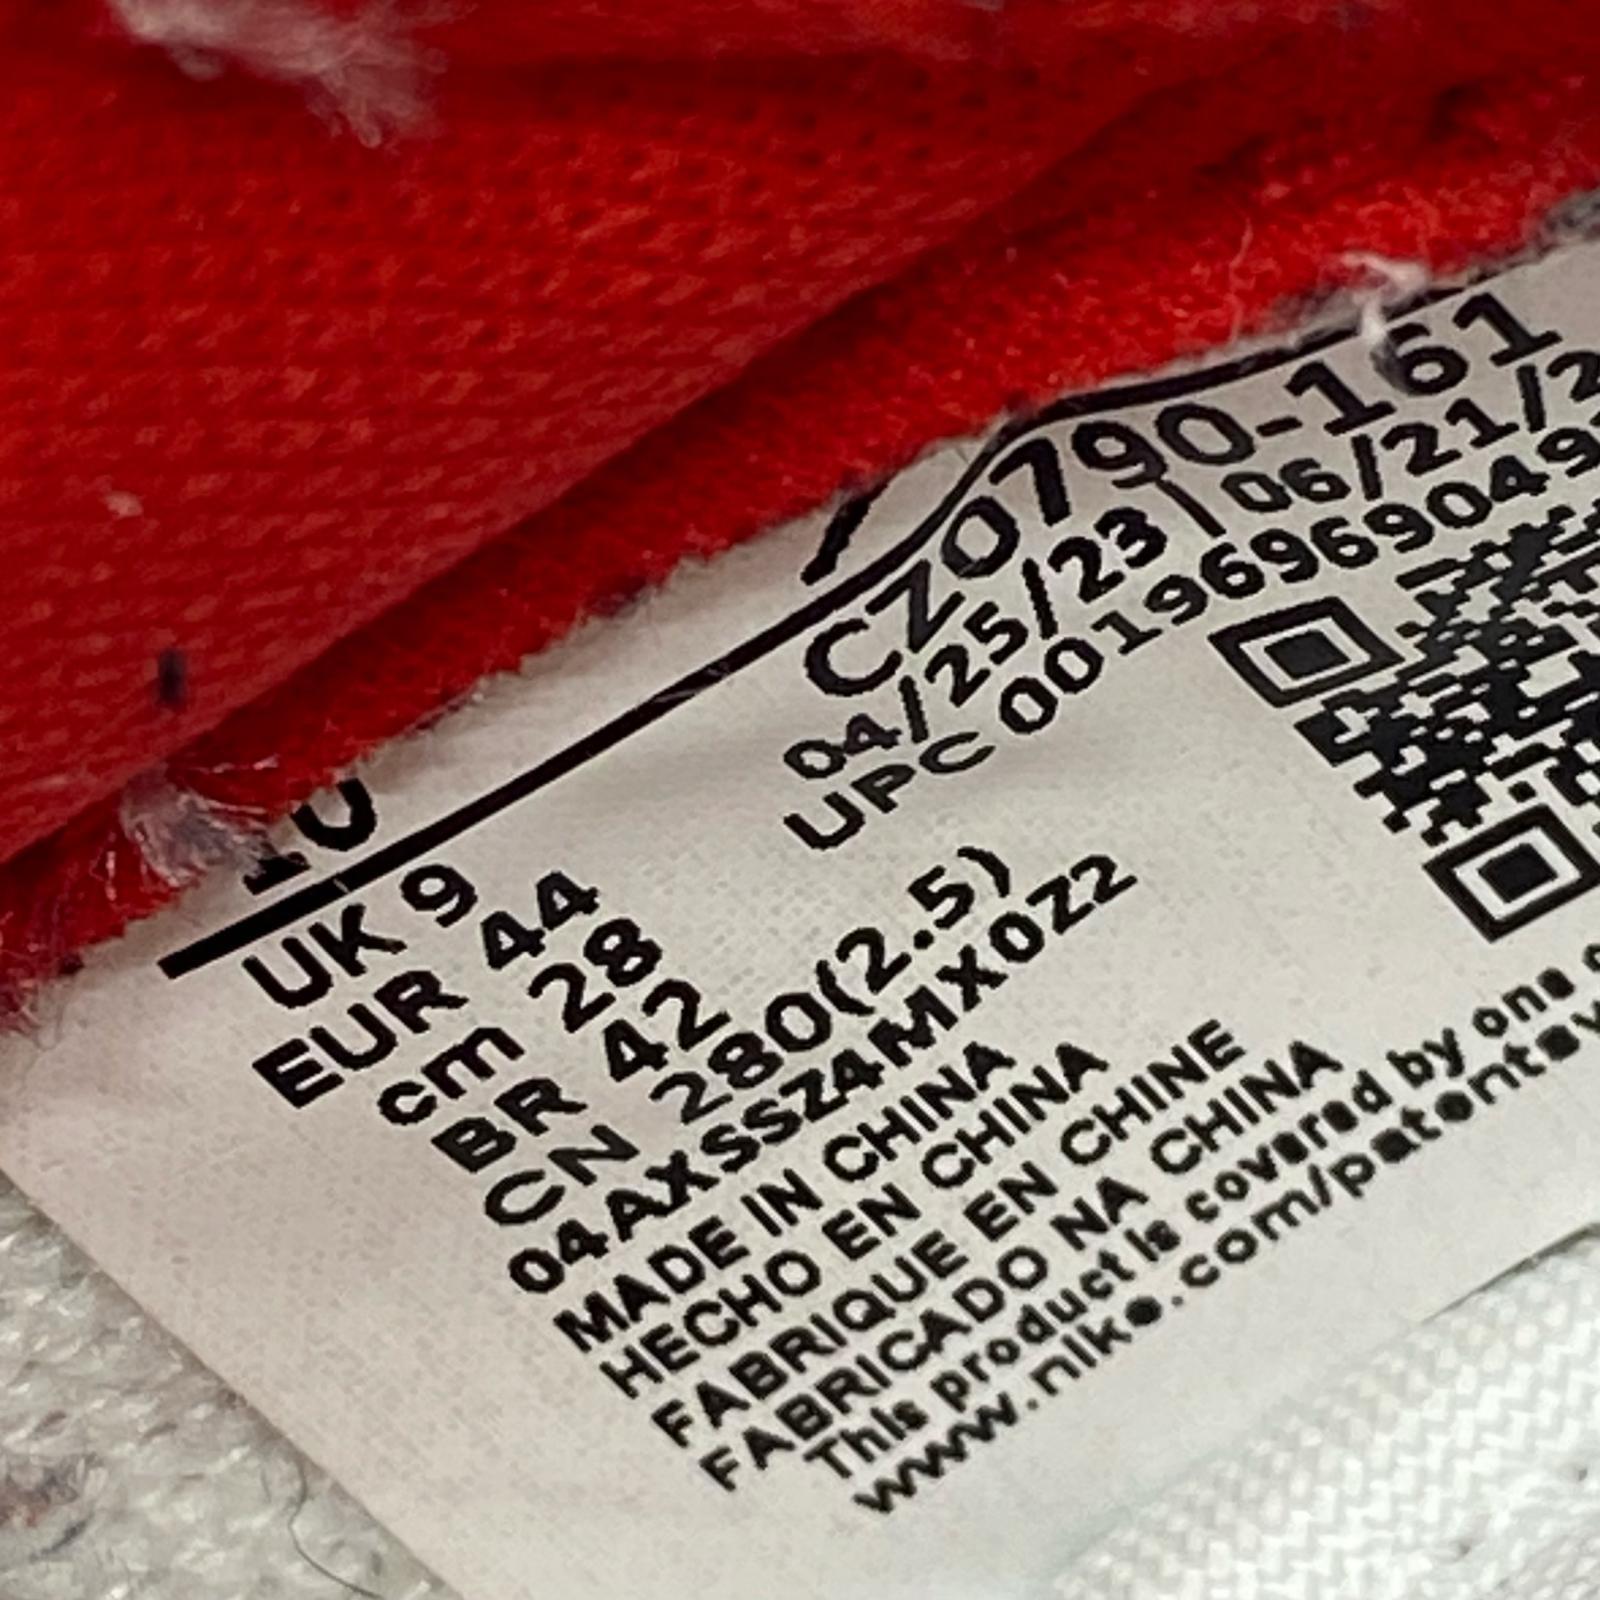 10
CZ0790-161
04/25/23 | 06/21/2
UPC 00196969049
UK 9
EUR 44
cm 28
BR 42
CN 280(2.5)
04AXSSZ4MX0Z2
MADE IN CHINA
HECHO EN CHINA
FABRIQUE EN CHINE
FABRICADO NA CHINA
This product is covered by one
www.nike.com/patents